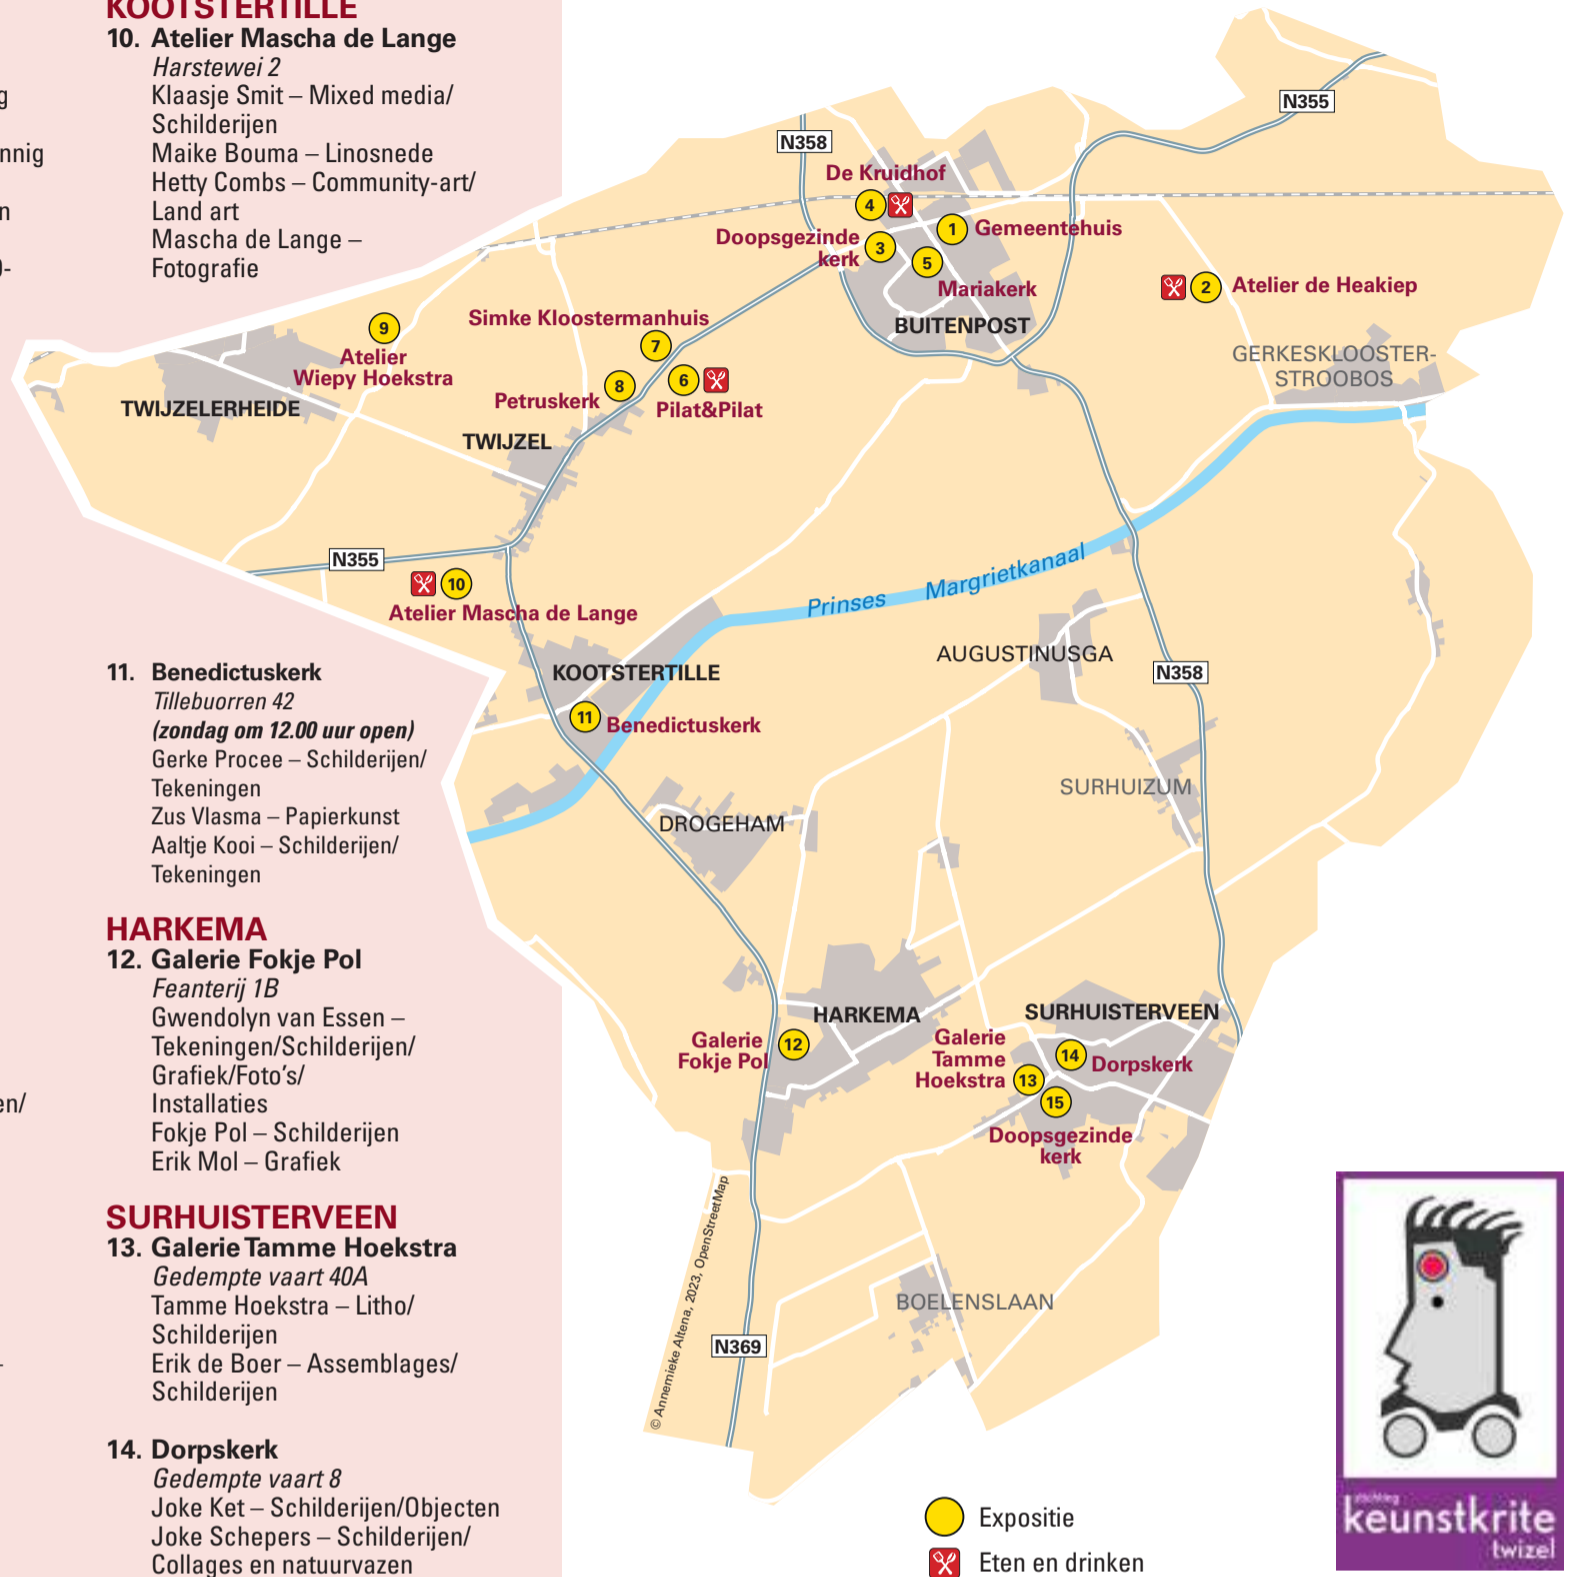 KOOTSTERTILLE
10. Atelier Mascha de Lange
Harstewei 2
Klaasje Smit – Mixed media/
Schilderijen
Maike Bouma – Linosnede
Hetty Combs – Community-art/
Land art
Mascha de Lange –
Fotografie
11. Benedictuskerk
Tillebuorren 42
(zondag om 12.00 uur open)
Gerke Procee – Schilderijen/
Tekeningen
Zus Vlasma – Papierkunst
Aaltje Kooi – Schilderijen/
Tekeningen
HARKEMA
12. Galerie Fokje Pol
Feanterij 1B
Gwendolyn van Essen –
Tekeningen/Schilderijen/
Grafiek/Foto's/
Installaties
Fokje Pol – Schilderijen
Erik Mol – Grafiek
SURHUISTERVEEN
13. Galerie Tamme Hoekstra
Gedempte vaart 40A
Tamme Hoekstra – Litho/
Schilderijen
Erik de Boer – Assemblages/
Schilderijen
14. Dorpskerk
Gedempte vaart 8
Joke Ket – Schilderijen/Objecten
Joke Schepers – Schilderijen/
Collages en natuurvazen
g
nnig
n
)-
en/
-
N355
N358
De Kruidhof
4
1 Gemeentehuis
Doopsgezinde
kerk
3
5
Mariakerk
BUITENPOST
2 Atelier de Heakiep
GERKESKLOOSTER-
STROOBOS
Simke Kloostermanhuis
7
9
Atelier
Wiepy Hoekstra
8
Petruskerk
6
Pilat&Pilat
TWIJZELERHEIDE
TWIJZEL
N355
10
Atelier Mascha de Lange
Prinses Margrietkanaal
AUGUSTINUSGA
N358
KOOTSTERTILLE
11 Benedictuskerk
SURHUIZUM
DROGEHAM
HARKEMA
SURHUISTERVEEN
Galerie
Fokje Pol
12
Galerie
Tamme
Hoekstra
13
14 Dorpskerk
15
Doopsgezinde
kerk
BOELENSLAAN
N369
© Annemieke Altena, 2023, OpenStreetMap
Expositie
Eten en drinken
stichting
keunstkrite
twizel